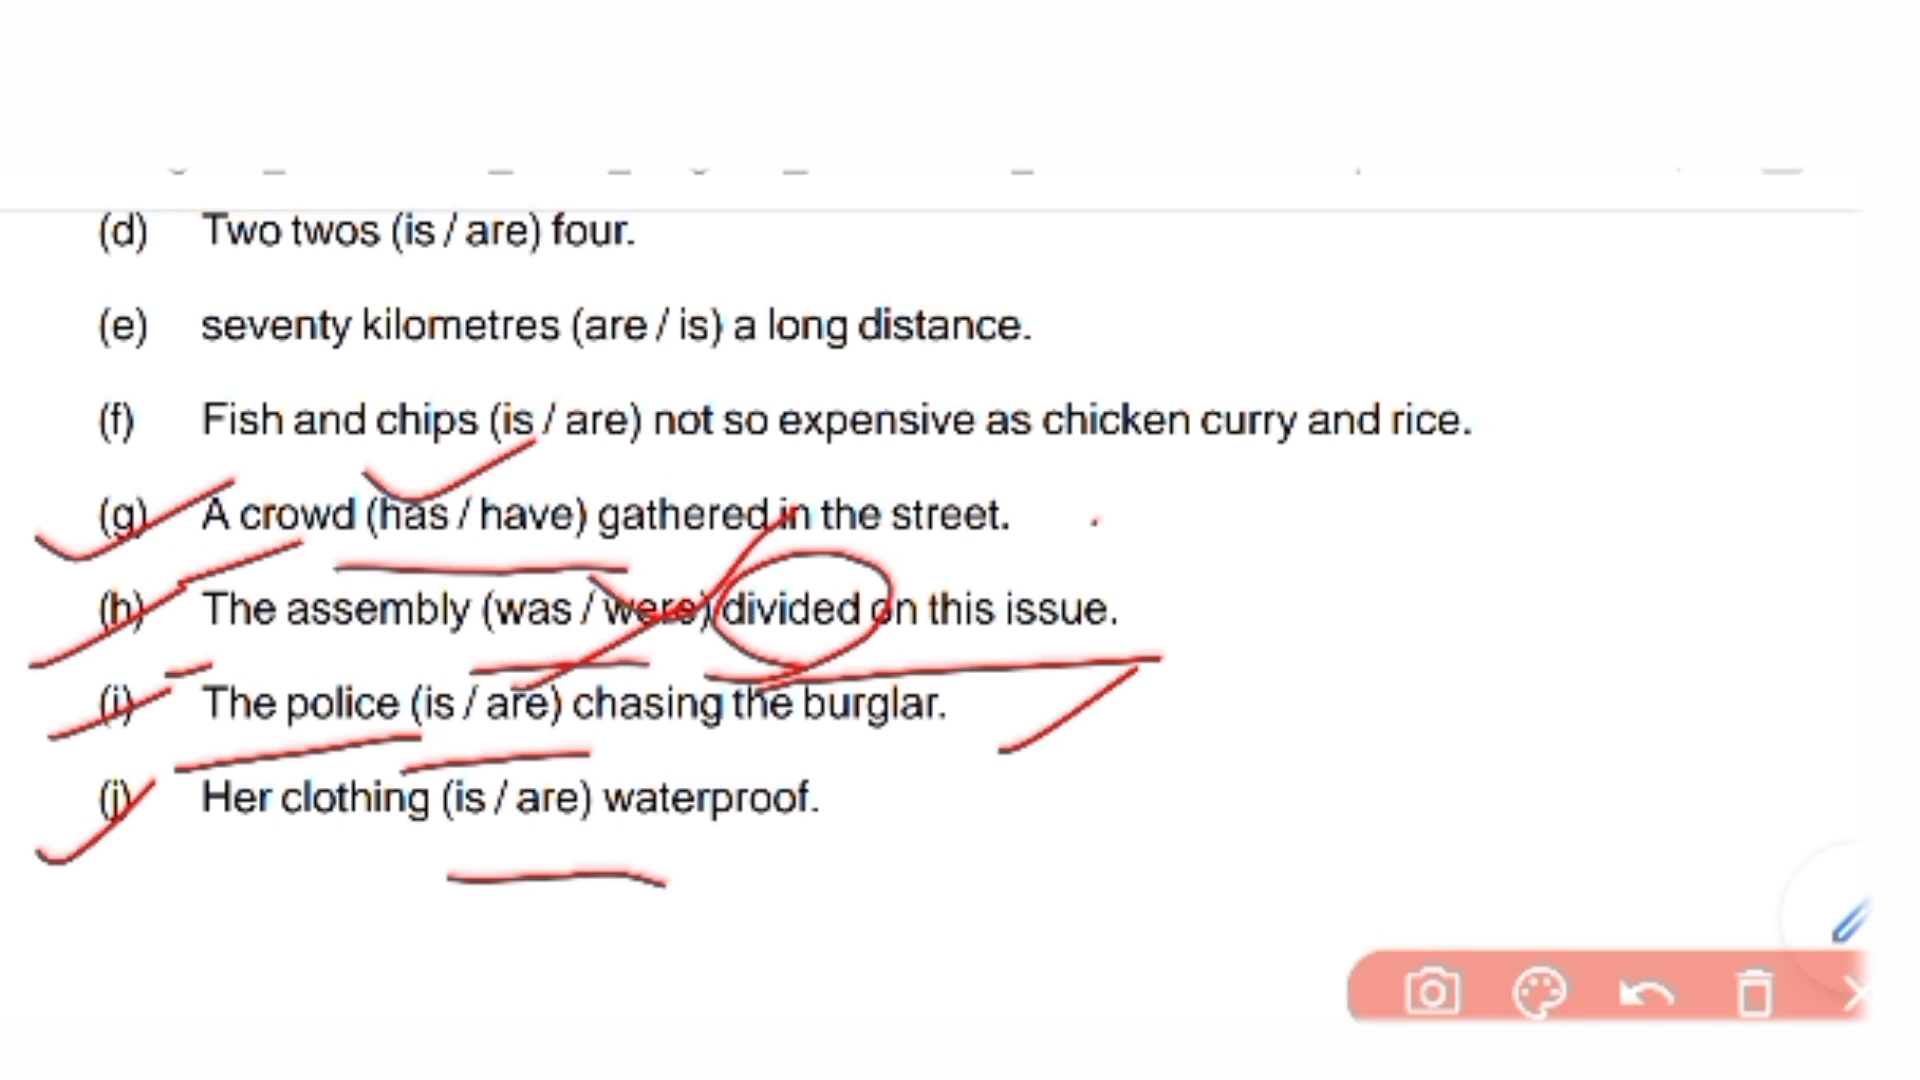 (d) Two twos (is / are) four.
(e) seventy kilometres (are / is) a long distance.
(f) Fish and chips (is / are) not so expensive as chicken curry and rice.
(g) A crowd (has / have) gathered in the street.
(h) The assembly (was / were) divided on this issue.
(i) The police (is / are) chasing the burglar.
(j) Her clothing (is / are) waterproof.